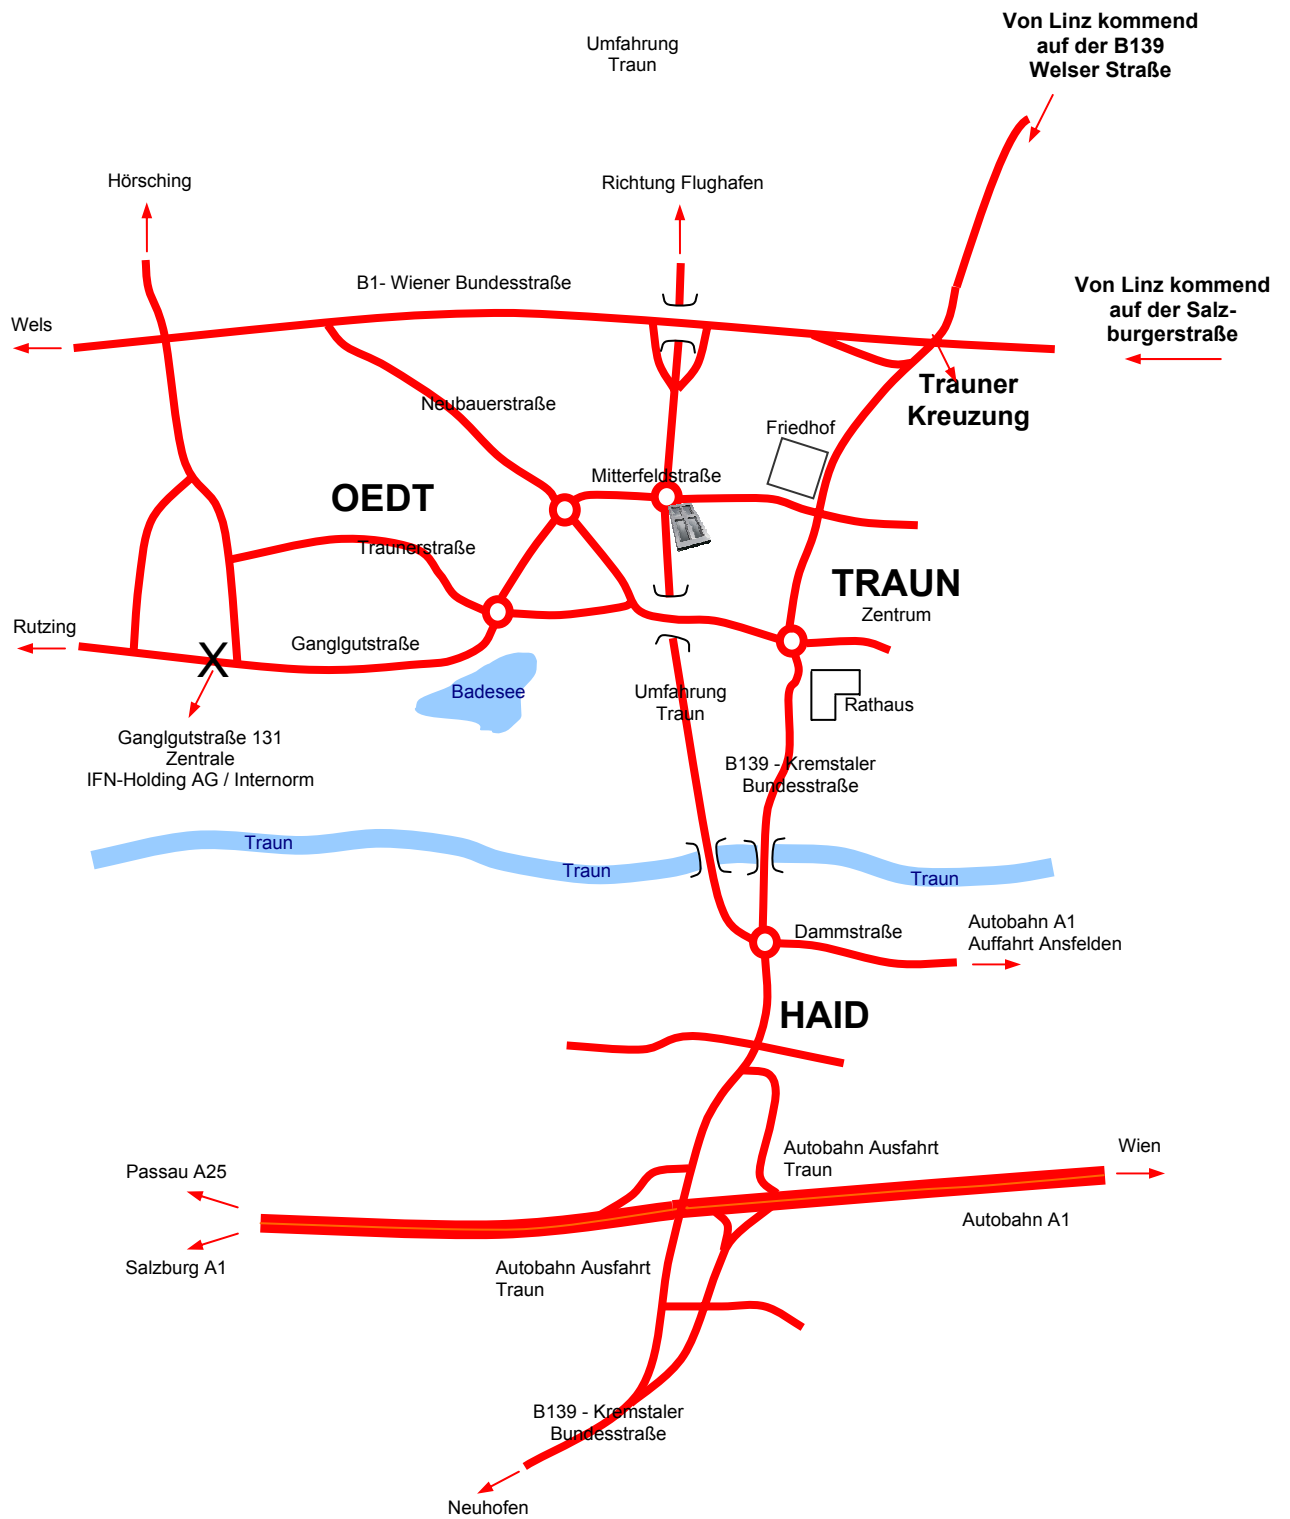 Von Linz kommend
auf der B139
Welser Straße
Umfahrung
Traun
Hörsching
Richtung Flughafen
B1- Wiener Bundesstraße
Von Linz kommend
auf der Salz-
burgerstraße
Wels
Trauner
Kreuzung
Neubauerstraße
Friedhof
Mitterfeldstraße
OEDT
Traunerstraße
TRAUN
Zentrum
Rutzing
Ganglgutstraße
Badesee
Umfahrung
Traun
Rathaus
Ganglgutstraße 131
Zentrale
IFN-Holding AG / Internorm
X
B139 - Kremstaler
Bundesstraße
Traun
Traun
Traun
Dammstraße
Autobahn A1
Auffahrt Ansfelden
HAID
Autobahn Ausfahrt
Traun
Wien
Passau A25
Autobahn A1
Salzburg A1
Autobahn Ausfahrt
Traun
B139 - Kremstaler
Bundesstraße
Neuhofen